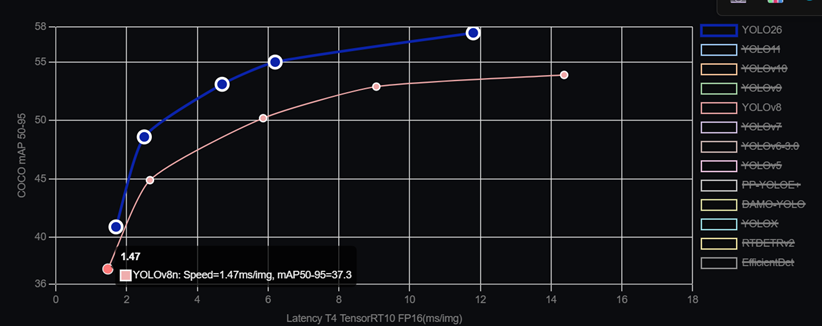 58
55
50
45
40
36
COCO mAP 50-95
0
2
4
6
8
10
12
14
16
18
Latency T4 TensorRT10 FP16(ms/img)
1.47
YOLOv8n: Speed=1.47ms/img, mAP50-95=37.3
YOLO26
YOLO11
YOLOv10
YOLOv9
YOLOv8
YOLOv7
YOLOv6-3.0
YOLOv5
PP-YOLOE+
DAMO-YOLO
YOLOX
RTDETRv2
EfficientDet